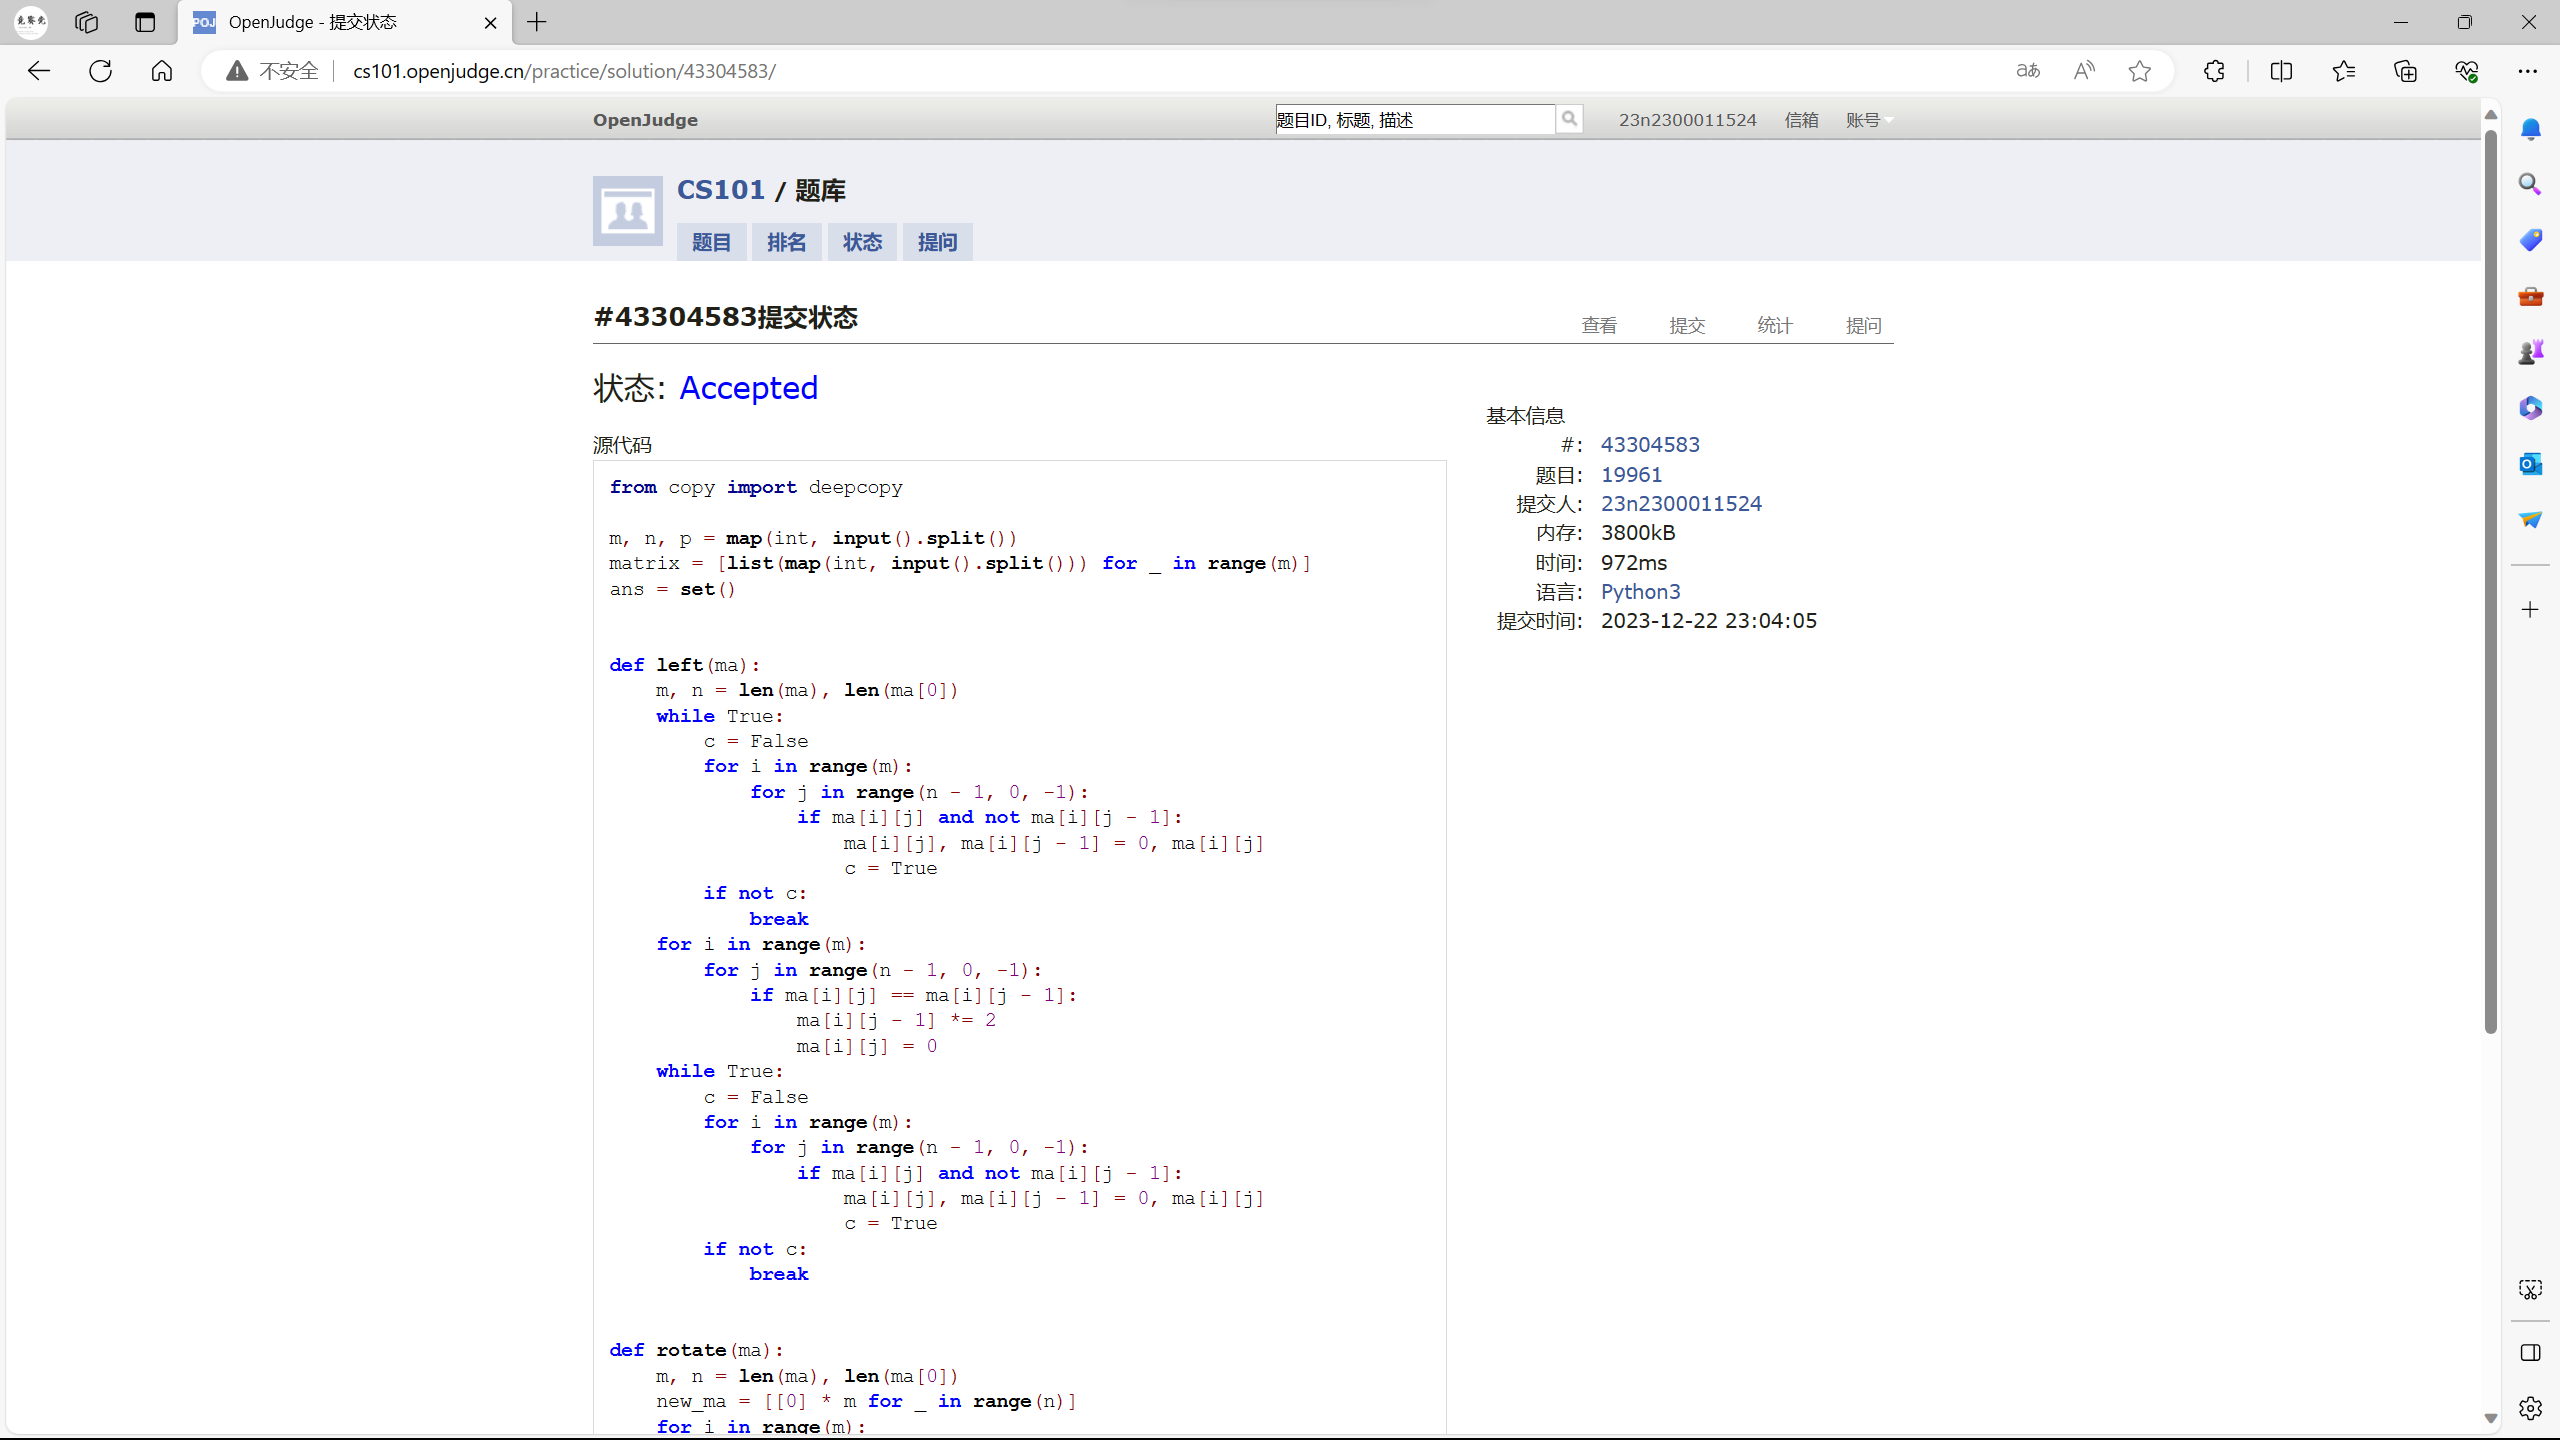 OpenJudge - 提交状态
不安全
cs101.openjudge.cn/practice/solution/43304583/
OpenJudge
题目ID, 标题, 描述
23n2300011524
信箱
账号
CS101 / 题库
题目
排名
状态
提问
#43304583提交状态
查看
提交
统计
提问
状态: Accepted
源代码
from copy import deepcopy
m, n, p = map(int, input().split())
matrix = [list(map(int, input().split())) for _ in range(m)]
ans = set()
def left(ma):
    m, n = len(ma), len(ma[0])
    while True:
        c = False
        for i in range(m):
            for j in range(n - 1, 0, -1):
                if ma[i][j] and not ma[i][j - 1]:
                    ma[i][j], ma[i][j - 1] = 0, ma[i][j]
                    c = True
        if not c:
            break
    for i in range(m):
        for j in range(n - 1, 0, -1):
            if ma[i][j] == ma[i][j - 1]:
                ma[i][j - 1] *= 2
                ma[i][j] = 0
    while True:
        c = False
        for i in range(m):
            for j in range(n - 1, 0, -1):
                if ma[i][j] and not ma[i][j - 1]:
                    ma[i][j], ma[i][j - 1] = 0, ma[i][j]
                    c = True
        if not c:
            break
def rotate(ma):
    m, n = len(ma), len(ma[0])
    new_ma = [[0] * m for _ in range(n)]
    for i in range(m):
基本信息
#: 43304583
题目: 19961
提交人: 23n2300011524
内存: 3800kB
时间: 972ms
语言: Python3
提交时间: 2023-12-22 23:04:05